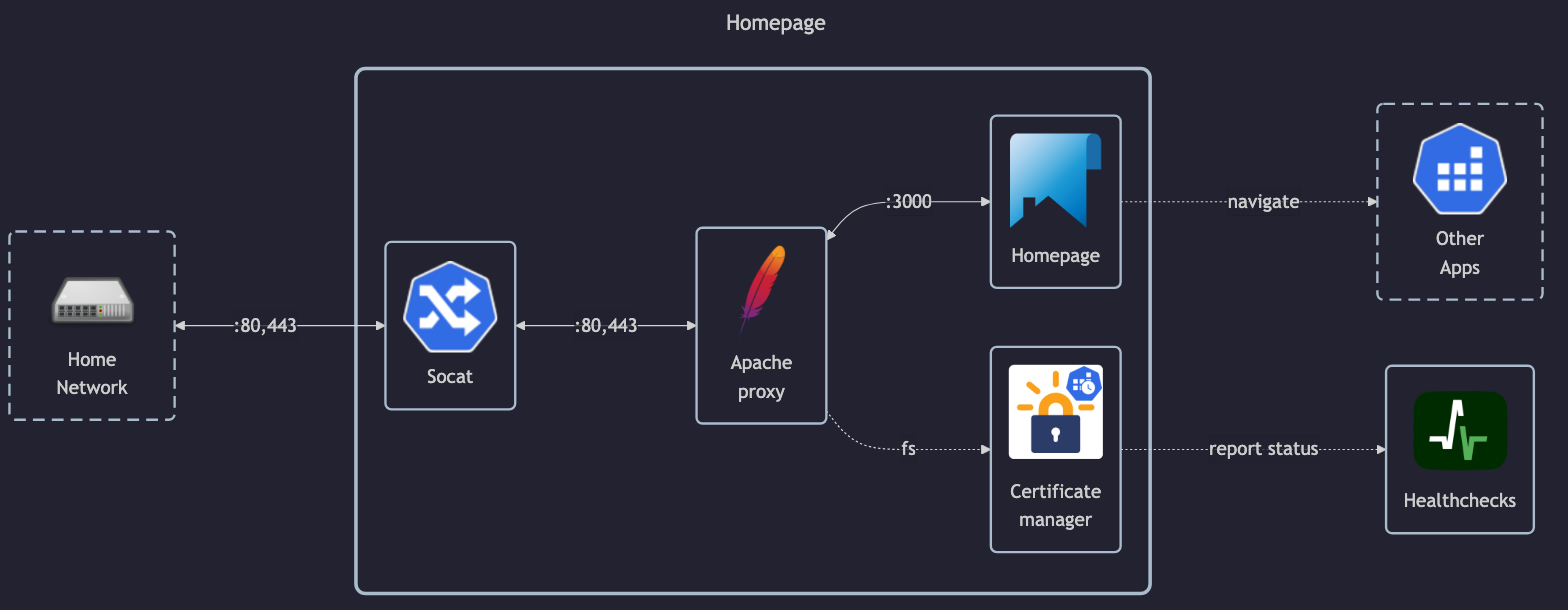 Homepage
Home
Network
:80,443
Socat
:80,443
Apache
proxy
:3000
Homepage
navigate
Other
Apps
fs
Certificate
manager
report status
Healthchecks